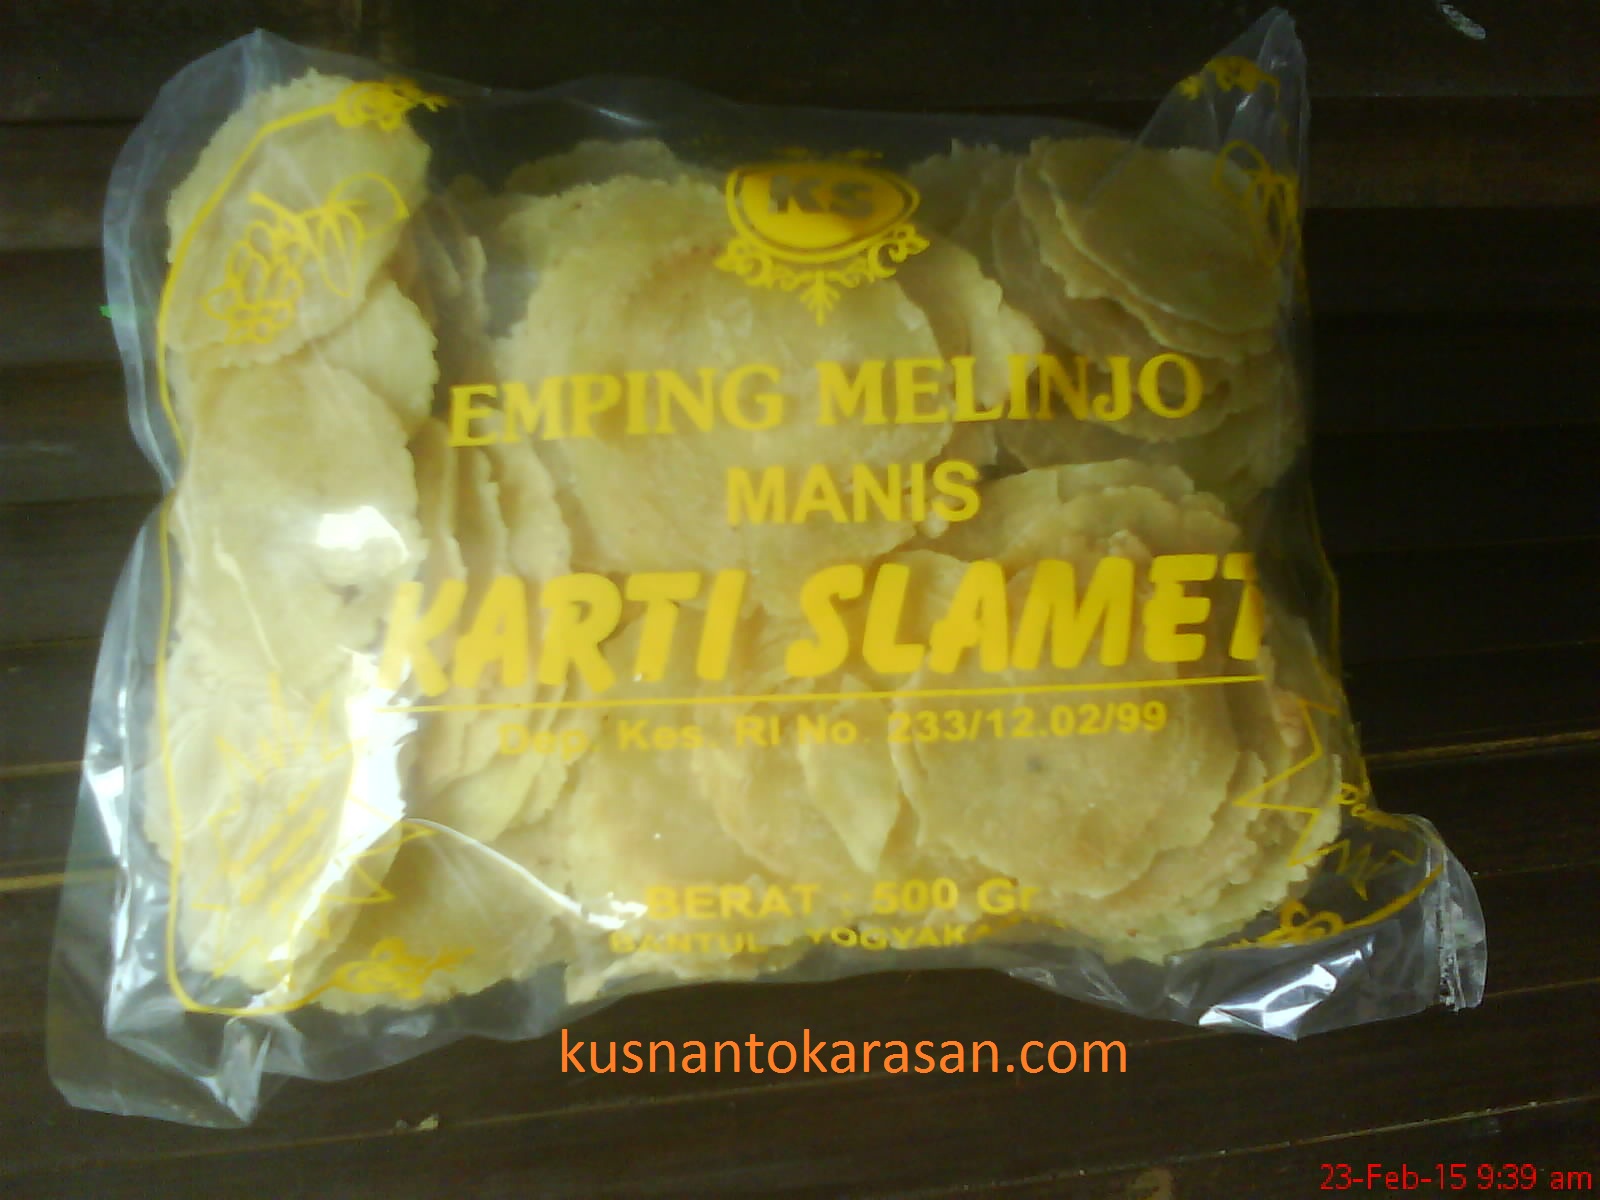 KS
EMPING MELINJO
MANIS
KARTI SLAMET
Dep. Kes. RI No. 233/12.02/99
BERAT : 500 Gr
BANTUL
kusnantokarasan.com
23-Feb-15 9:39 am